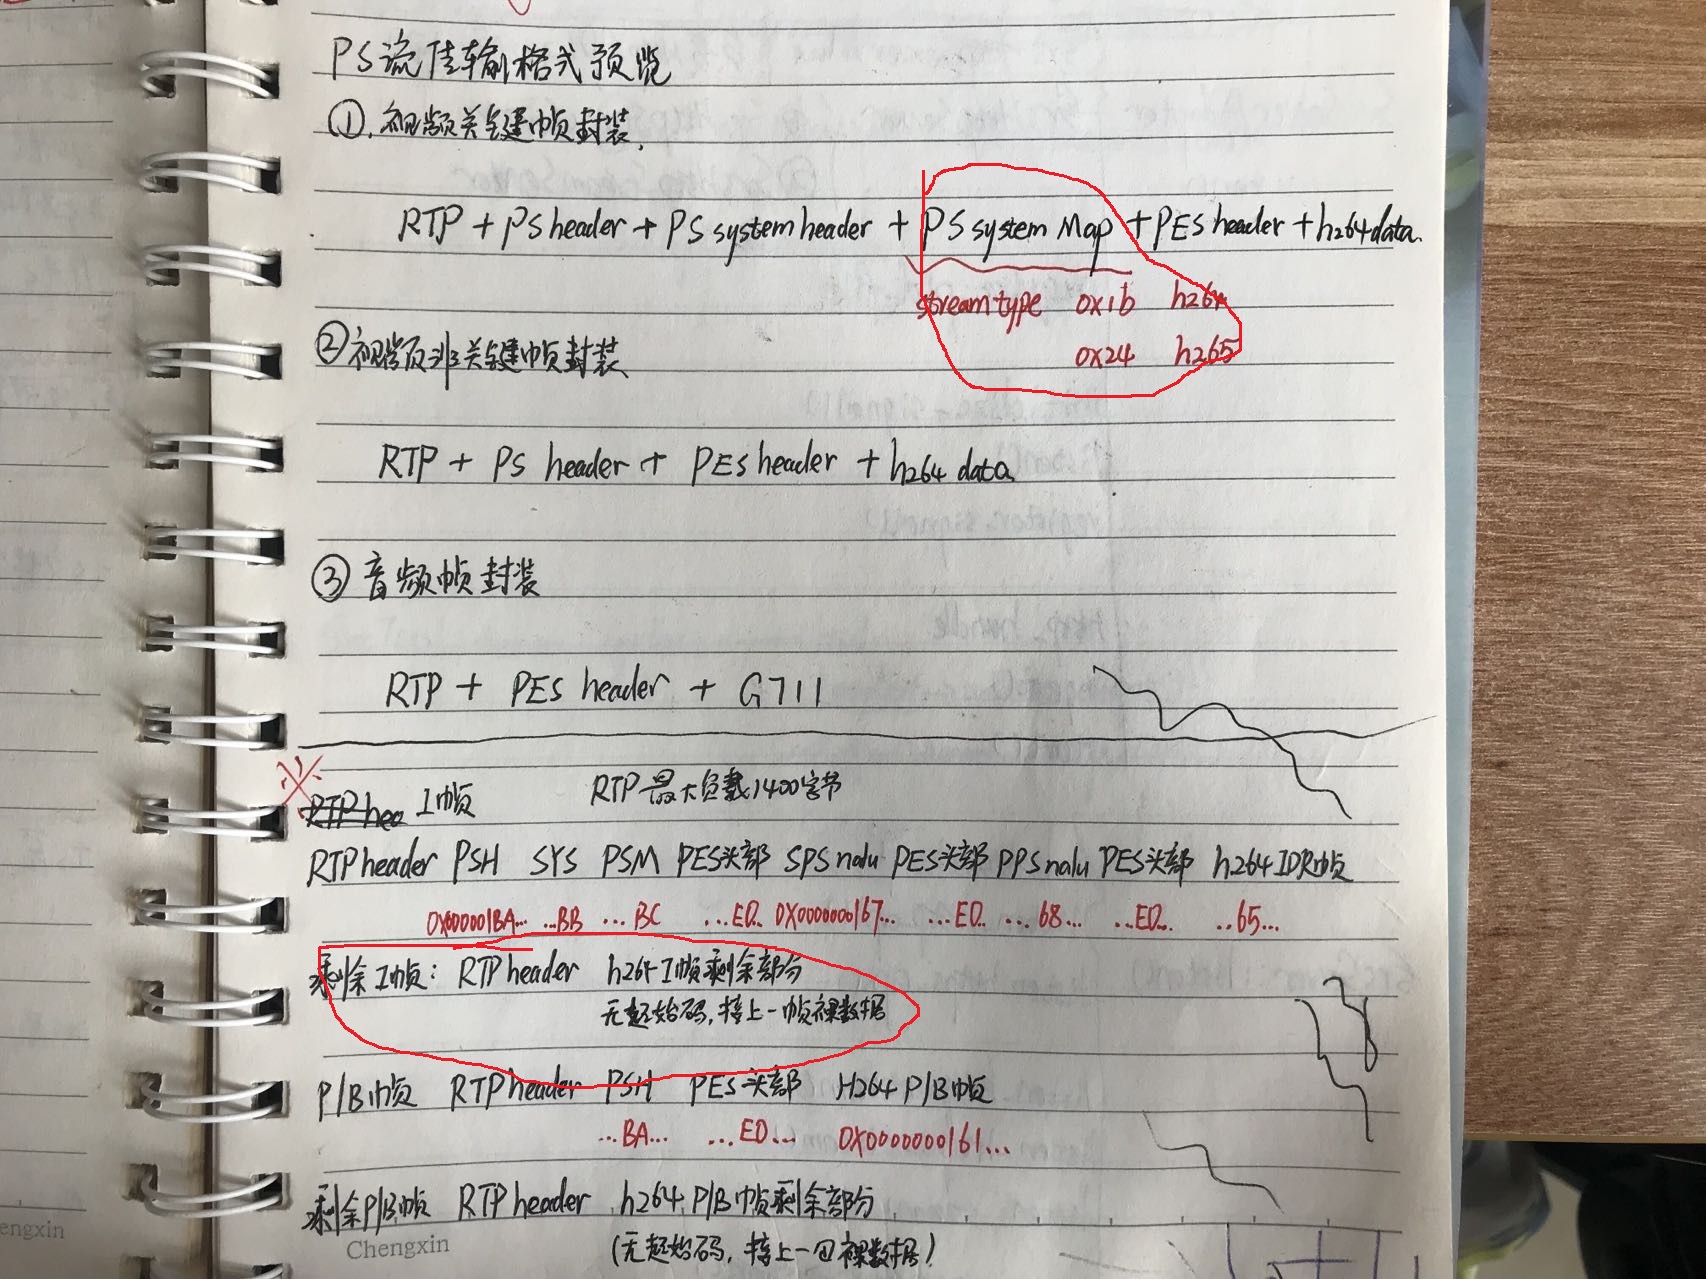 PS流传输格式预览
①.视频关键帧封装.
RTP + PS header + PS system header + PS system Map + PES header + h264 data.
stream type 0x1b h264
0x24 h265
②视频非关键帧封装
RTP + PS header + PES header + h264 data
③音频帧封装
RTP + PES header + G711
※
RTP hea I帧 RTP最大负载1400字节
RTP header PSH SYS PSM PES头部 SPS nalu PES头部 PPS nalu PES头部 h264 IDR帧
0X000001BA... ...BB ...BC ...E0.. 0X0000000167... ...E0.. ...68... ...E0... ..65...
剩余I帧: RTP header h264 I帧剩余部分
无起始码,接上一帧裸数据
P/B帧 RTP header PSH PES头部 H264 P/B帧
...BA... ...E0... 0X0000000161...
剩余P/B帧 RTP header h264 P/B帧剩余部分
(无起始码,接上一包裸数据)
Chengxin
engxin